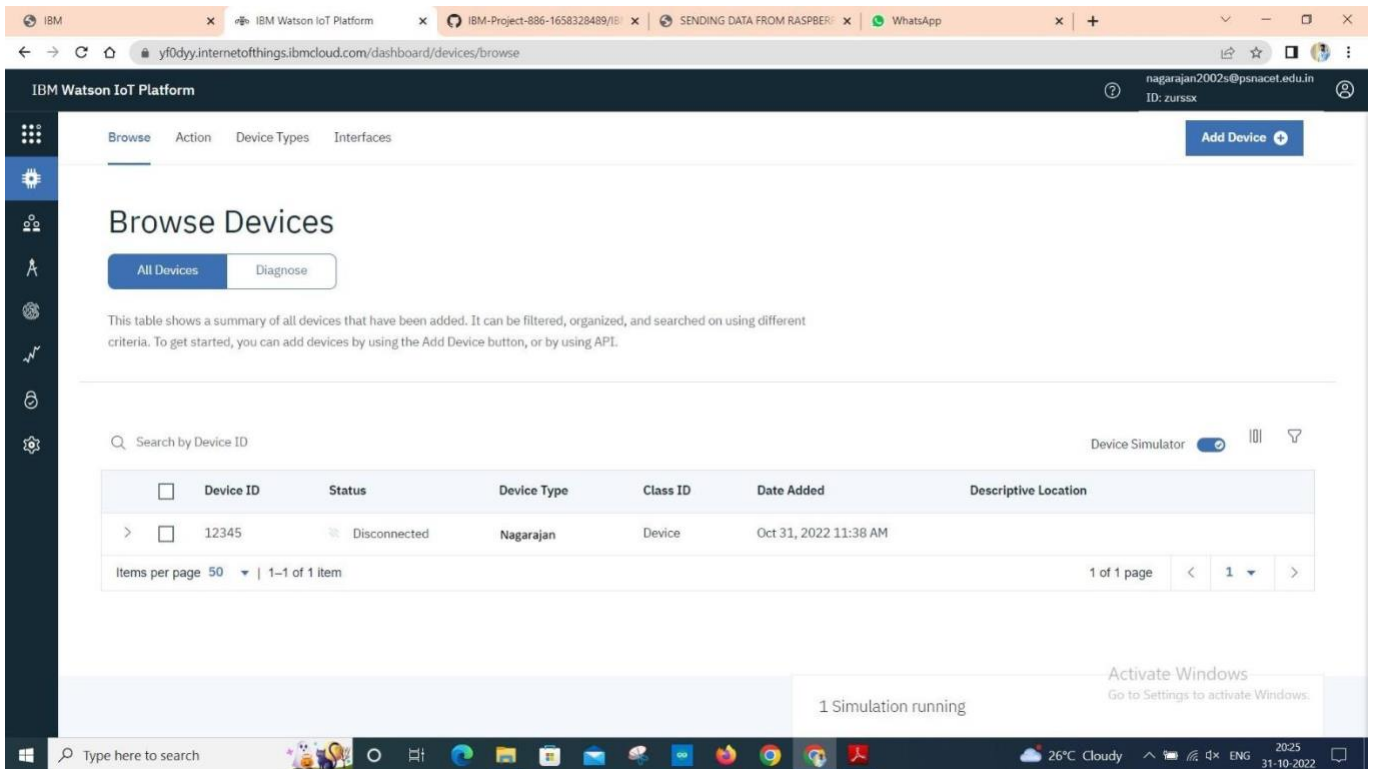 IBM
IBM Watson IoT Platform
IBM-Project-886-1658328489/IB
SENDING DATA FROM RASPBERR
WhatsApp
yf0dyy.internetofthings.ibmcloud.com/dashboard/devices/browse
IBM Watson IoT Platform
nagarajan2002s@psnacet.edu.in
ID: zurssx
Browse Action Device Types Interfaces
Add Device
Browse Devices
All Devices Diagnose
This table shows a summary of all devices that have been added. It can be filtered, organized, and searched on using different
criteria. To get started, you can add devices by using the Add Device button, or by using API.
Search by Device ID
Device Simulator
Device ID Status Device Type Class ID Date Added Descriptive Location
12345 Disconnected Nagarajan Device Oct 31, 2022 11:38 AM
Items per page 50 | 1–1 of 1 item
1 of 1 page < 1 >
Activate Windows
Go to Settings to activate Windows.
1 Simulation running
Type here to search
26°C Cloudy
ENG
20:25
31-10-2022